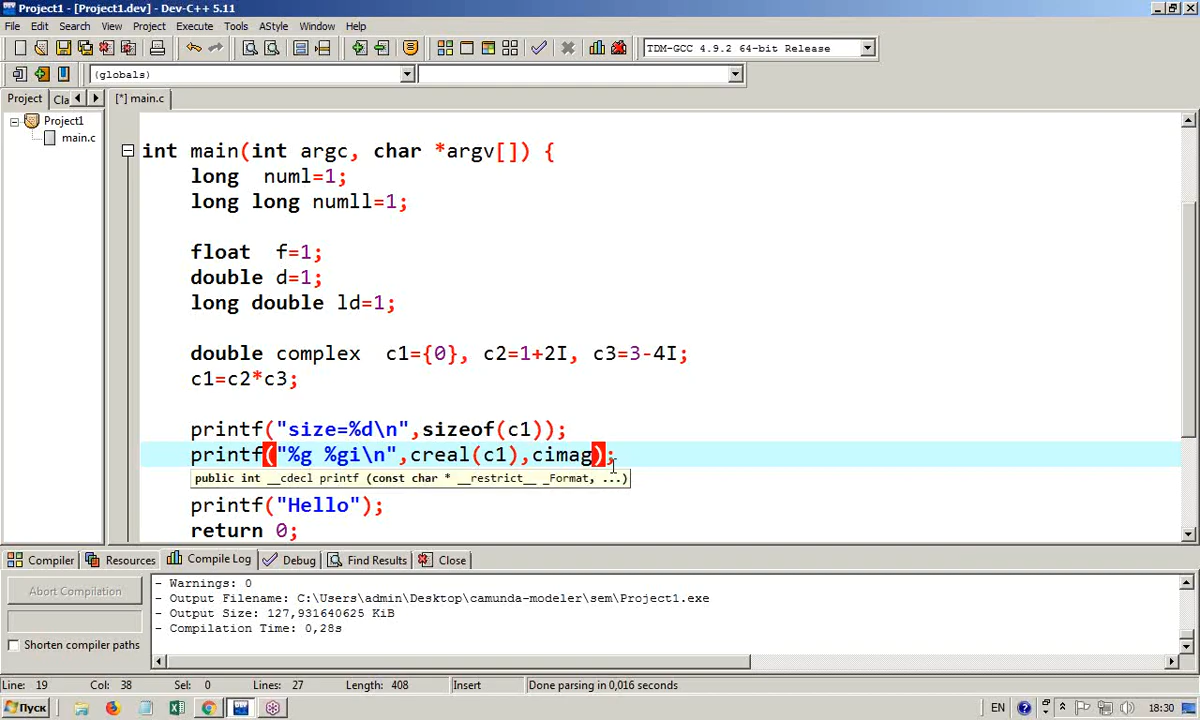 Project1 - [Project1.dev] - Dev-C++ 5.11
File Edit Search View Project Execute Tools AStyle Window Help
TDM-GCC 4.9.2 64-bit Release
(globals)
Project Cla [*] main.c
Project1
main.c
int main(int argc, char *argv[]) {
long numl=1;
long long numll=1;
float f=1;
double d=1;
long double ld=1;
double complex c1={0}, c2=1+2I, c3=3-4I;
c1=c2*c3;
printf("size=%d\n",sizeof(c1));
printf("%g %gi\n",creal(c1),cimag);
public int __cdecl printf (const char * __restrict__ _Format, ...)
printf("Hello");
return 0;
Compiler Resources Compile Log Debug Find Results Close
Abort Compilation
Shorten compiler paths
- Warnings: 0
- Output Filename: C:\Users\admin\Desktop\camunda-modeler\sem\Project1.exe
- Output Size: 127,931640625 KiB
- Compilation Time: 0,28s
Line: 19 Col: 38 Sel: 0 Lines: 27 Length: 408 Insert Done parsing in 0,016 seconds
Пуск EN 18:30